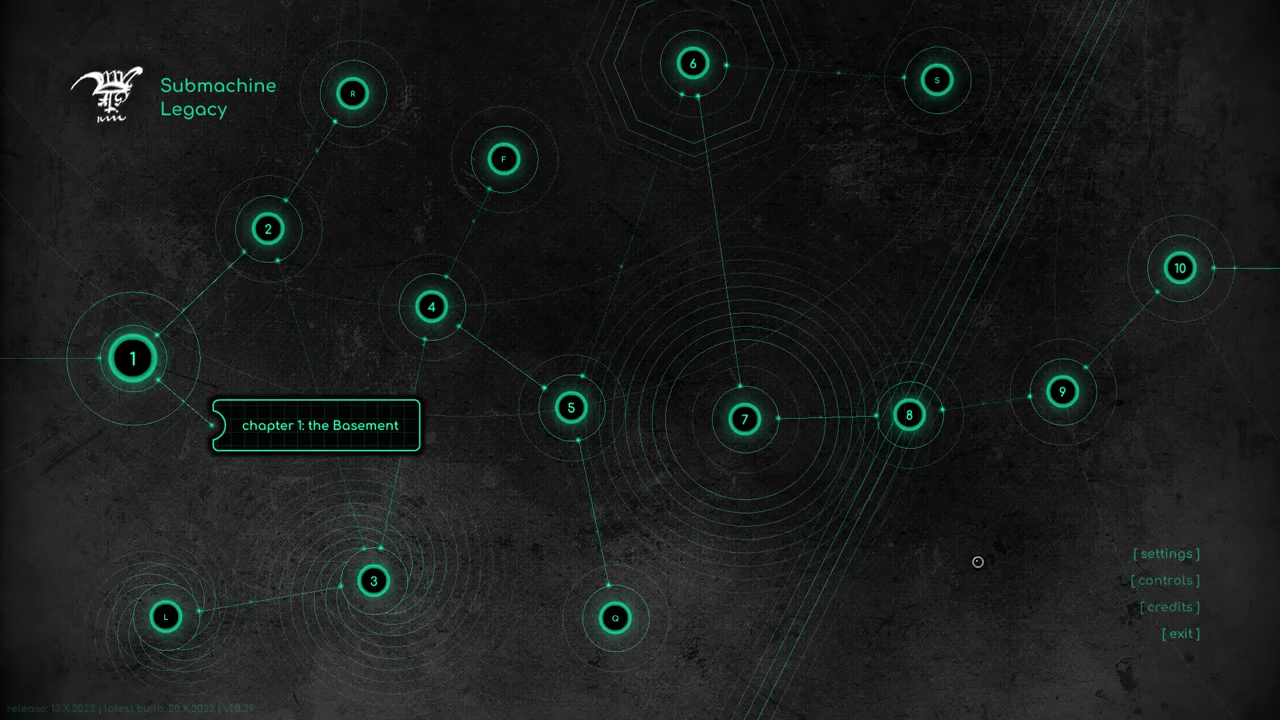 Submachine
Legacy
R
6
S
F
2
10
4
1
9
5
8
7
chapter 1: the Basement
[ settings ]
3
[ controls ]
[ credits ]
L
Q
[ exit ]
release: 13.X.2023 | latest build: 20.X.2023 | v1.0.29